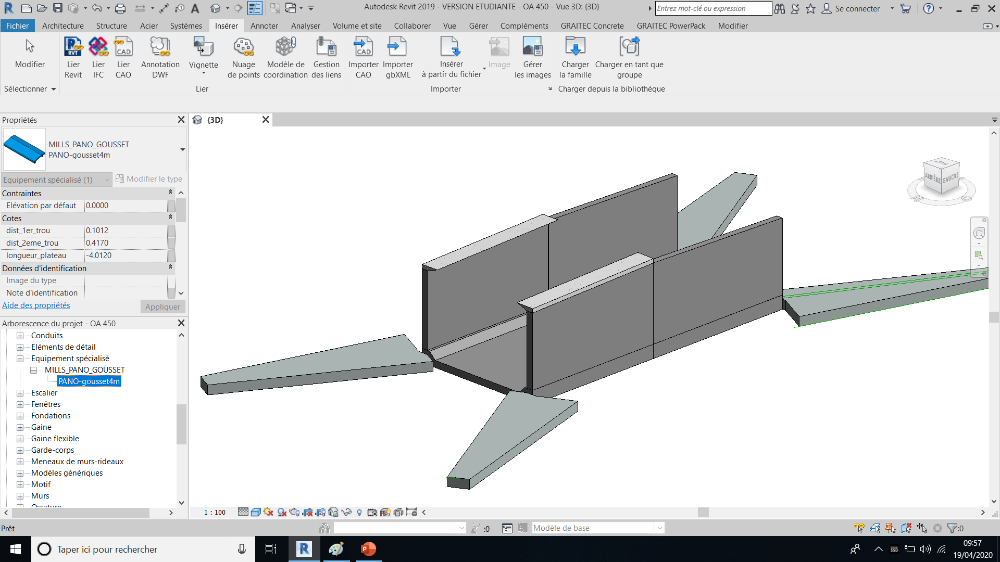 Autodesk Revit 2019 - VERSION ETUDIANTE - OA 450 - Vue 3D: {3D}
Entrez mot-clé ou expression
Se connecter
Fichier Architecture Structure Acier Systèmes Insérer Annoter Analyser Volume et site Collaborer Vue Gérer Compléments GRAITEC Concrete GRAITEC PowerPack Modifier
Modifier
Lier Revit
Lier IFC
Lier CAO
Annotation DWF
Vignette
Nuage de points
Modèle de coordination
Gestion des liens
Importer CAO
Importer gbXML
Insérer à partir du fichier
Image
Gérer les images
Charger la famille
Charger en tant que groupe
Sélectionner
Lier
Importer
Charger depuis la bibliothèque
Propriétés
{3D}
MILLS_PANO_GOUSSET
PANO-gousset4m
Equipement spécialisé (1)
Modifier le type
Contraintes
Elévation par défaut 0.0000
Cotes
dist_1er_trou 0.1012
dist_2eme_trou 0.4170
longueur_plateau -4.0120
Données d'identification
Image du type
Note d'identification
Aide des propriétés
Appliquer
Arborescence du projet - OA 450
Conduits
Eléments de détail
Equipement spécialisé
MILLS_PANO_GOUSSET
PANO-gousset4m
Escalier
Fenêtres
Fondations
Gaine
Gaine flexible
Garde-corps
Meneaux de murs-rideaux
Modèles génériques
Motif
Murs
Ossature
ARRIÈRE
GAUCHE
1 : 100
Prêt
:0
Modèle de base
:0
Taper ici pour rechercher
09:57
19/04/2020